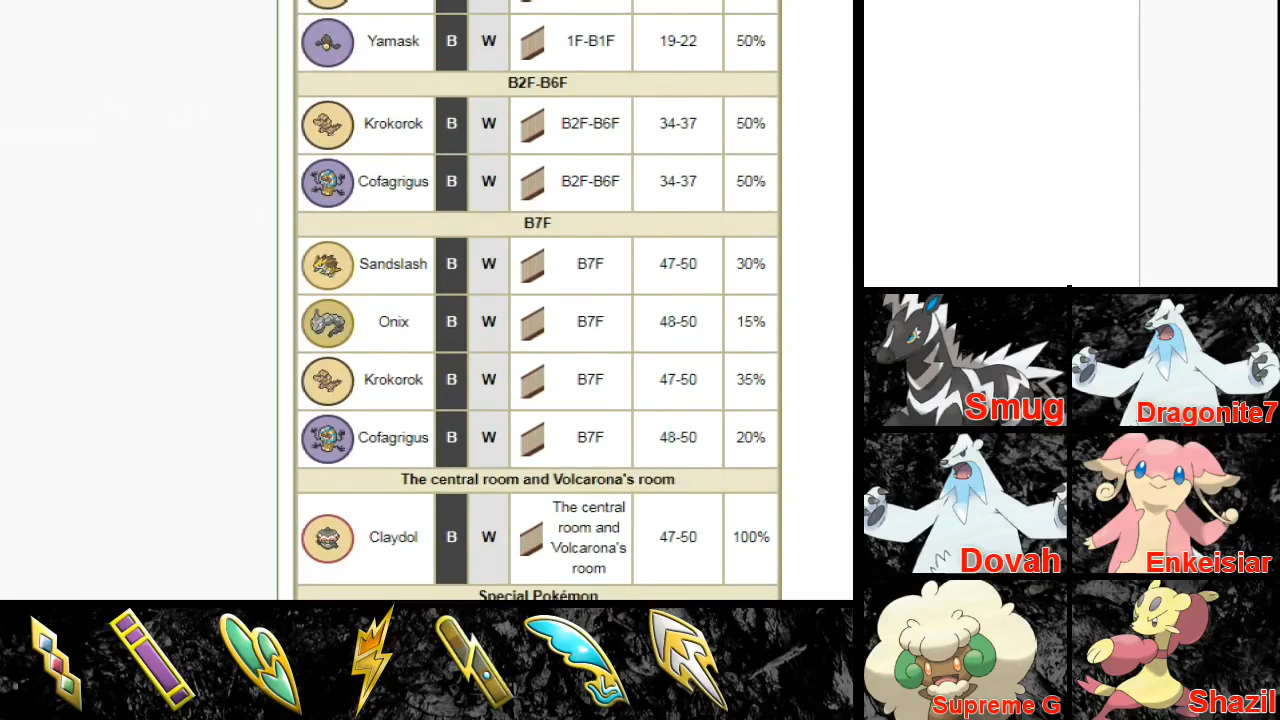 Yamask B W 1F-B1F 19-22 50%
B2F-B6F
Krokorok B W B2F-B6F 34-37 50%
Cofagrigus B W B2F-B6F 34-37 50%
B7F
Sandslash B W B7F 47-50 30%
Onix B W B7F 48-50 15%
Krokorok B W B7F 47-50 35%
Cofagrigus B W B7F 48-50 20%
The central room and Volcarona's room
The central
room and
Claydol B W Volcarona's 47-50 100%
room
Special Pokémon
Smug
Dragonite7
Dovah
Enkeisiar
Supreme G
Shazil